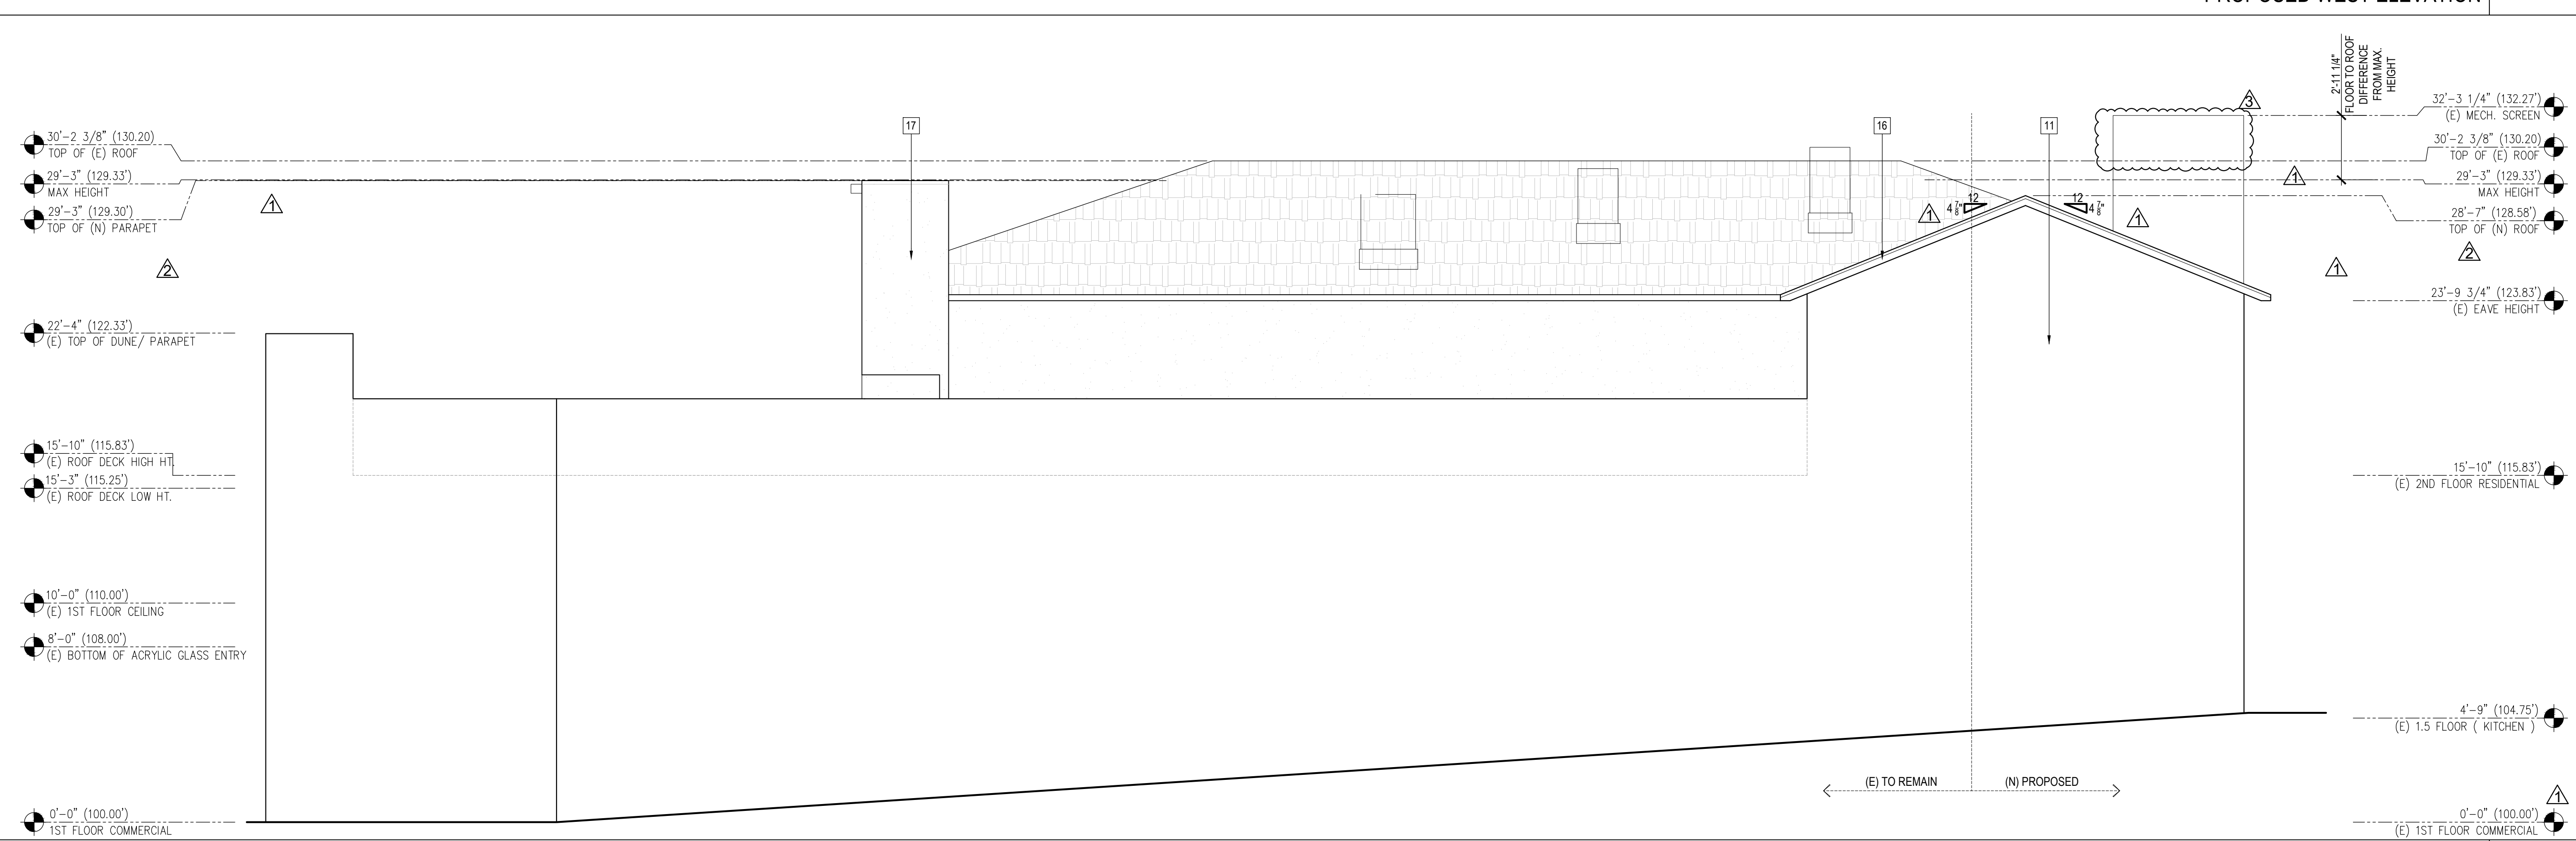 PROPOSED WEST ELEVATION
2'-11 1/4"
FLOOR TO ROOF
DIFFERENCE
FROM MAX.
HEIGHT
30'-2 3/8" (130.20)
TOP OF (E) ROOF
29'-3" (129.33')
MAX HEIGHT
29'-3" (129.30')
TOP OF (N) PARAPET
1
2
22'-4" (122.33')
(E) TOP OF DUNE/ PARAPET
15'-10" (115.83')
(E) ROOF DECK HIGH HT.
15'-3" (115.25')
(E) ROOF DECK LOW HT.
10'-0" (110.00')
(E) 1ST FLOOR CEILING
8'-0" (108.00')
(E) BOTTOM OF ACRYLIC GLASS ENTRY
0'-0" (100.00')
1ST FLOOR COMMERCIAL
17
16
11
3
1
12
4 7/8"
12
4 7/8"
1
1
1
(E) TO REMAIN
(N) PROPOSED
32'-3 1/4" (132.27')
(E) MECH. SCREEN
30'-2 3/8" (130.20)
TOP OF (E) ROOF
29'-3" (129.33')
MAX HEIGHT
28'-7" (128.58')
TOP OF (N) ROOF
2
23'-9 3/4" (123.83')
(E) EAVE HEIGHT
15'-10" (115.83')
(E) 2ND FLOOR RESIDENTIAL
4'-9" (104.75')
(E) 1.5 FLOOR ( KITCHEN )
1
0'-0" (100.00')
(E) 1ST FLOOR COMMERCIAL